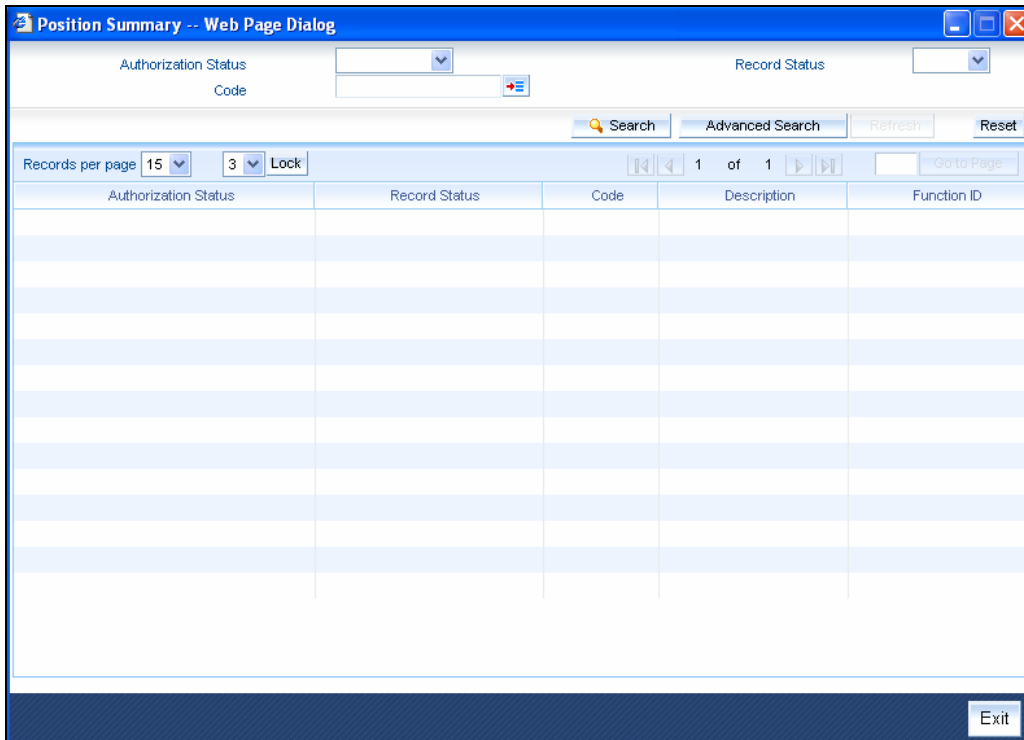 Position Summary -- Web Page Dialog
Authorization Status Record Status
Code
Search Advanced Search Refresh Reset
Records per page 15 3 Lock 1 of 1 Go to Page
Authorization Status Record Status Code Description Function ID
Exit